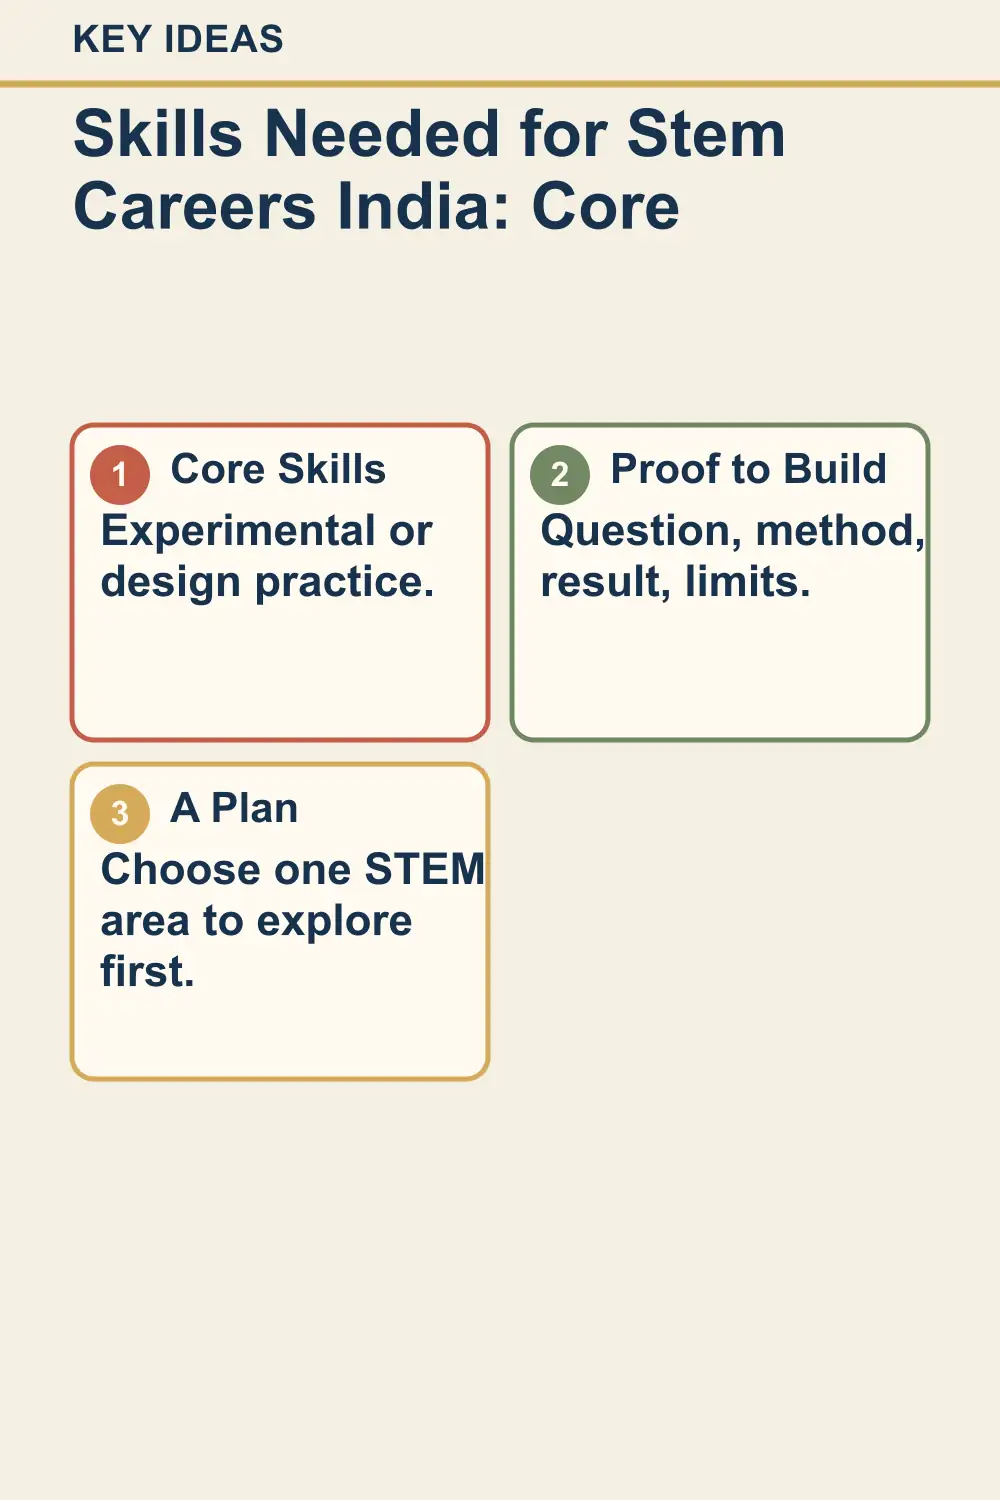 KEY IDEAS
Skills Needed for Stem
Careers India: Core
1 Core Skills
Experimental or
design practice.
2 Proof to Build
Question, method,
result, limits.
3 A Plan
Choose one STEM
area to explore
first.